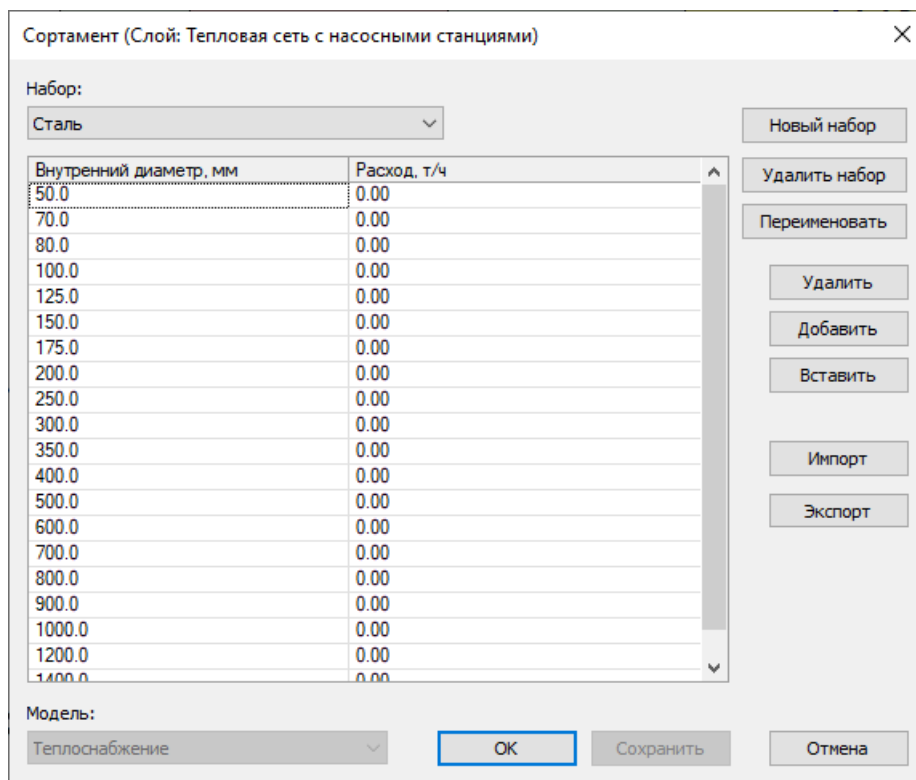 Сортамент (Слой: Тепловая сеть с насосными станциями)
Набор:
Сталь
Новый набор
Внутренний диаметр, мм Расход, т/ч
Удалить набор
50.0 0.00
70.0 0.00
Переименовать
80.0 0.00
100.0 0.00
Удалить
125.0 0.00
150.0 0.00
Добавить
175.0 0.00
200.0 0.00
Вставить
250.0 0.00
300.0 0.00
350.0 0.00
Импорт
400.0 0.00
500.0 0.00
Экспорт
600.0 0.00
700.0 0.00
800.0 0.00
900.0 0.00
1000.0 0.00
1200.0 0.00
1400.0 0.00
Модель:
Теплоснабжение
OK
Сохранить
Отмена